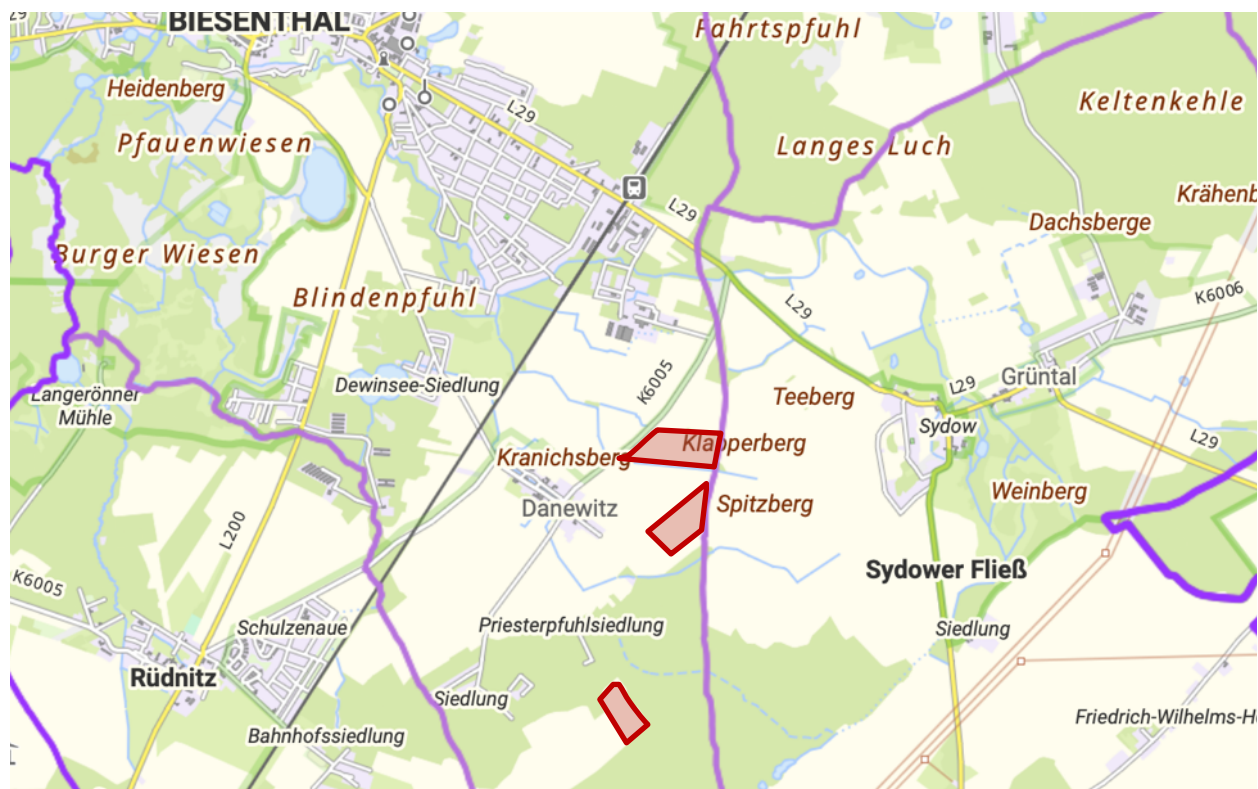 L29
BIESENTHAL
Fahrtspfuhl
Heidenberg
Keltenkehle
L29
Pfauenwiesen
Langes Luch
Krähenb
L29
Dachsberge
Burger Wiesen
Blindenpfuhl
L29
K6006
K6005
Langerönner
Mühle
Dewinsee-Siedlung
Teeberg
L29
Grüntal
Sydow
L29
Klapperberg
Kranichsberg
Weinberg
Danewitz
Spitzberg
L200
K6005
Sydower Fließ
Schulzenaue
Priesterpfuhlsiedlung
Siedlung
Rüdnitz
Siedlung
Bahnhofssiedlung
Friedrich-Wilhelms-H